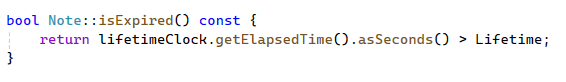 bool Note::isExpired() const {
    return lifetimeClock.getElapsedTime().asSeconds() > Lifetime;
}